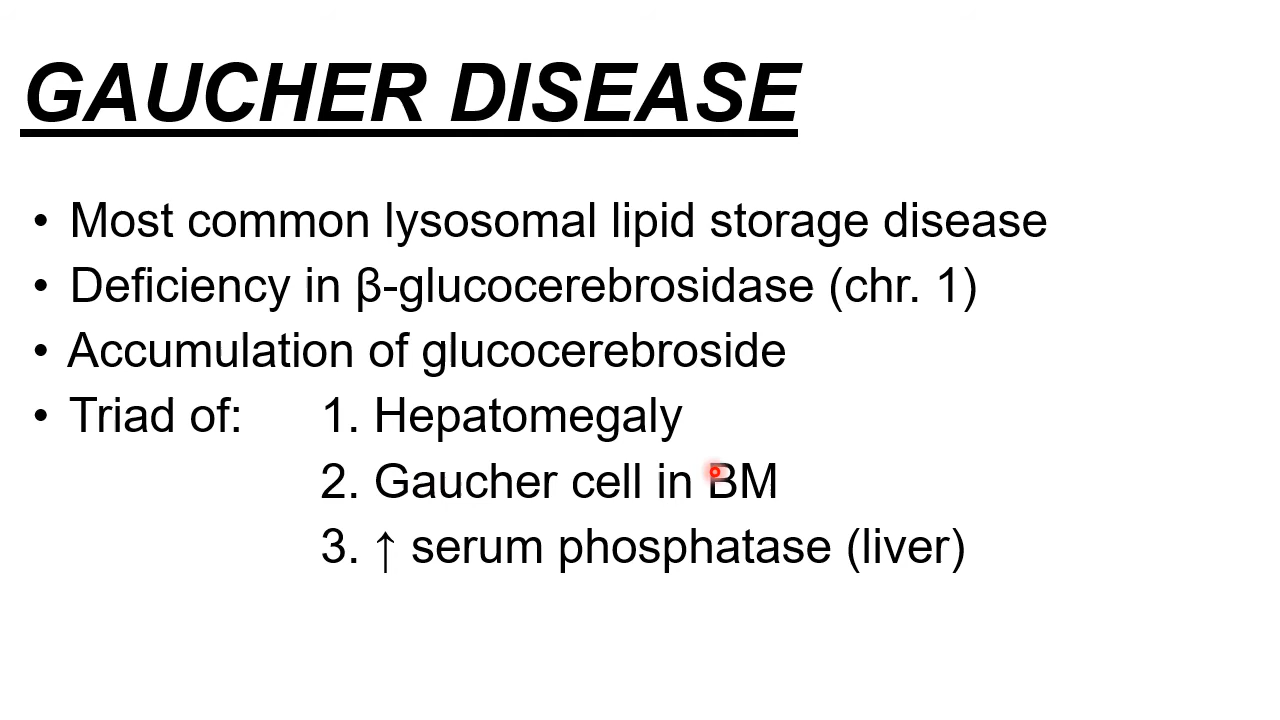 GAUCHER DISEASE
• Most common lysosomal lipid storage disease
• Deficiency in β-glucocerebrosidase (chr. 1)
• Accumulation of glucocerebroside
• Triad of: 1. Hepatomegaly
2. Gaucher cell in BM
3. ↑ serum phosphatase (liver)